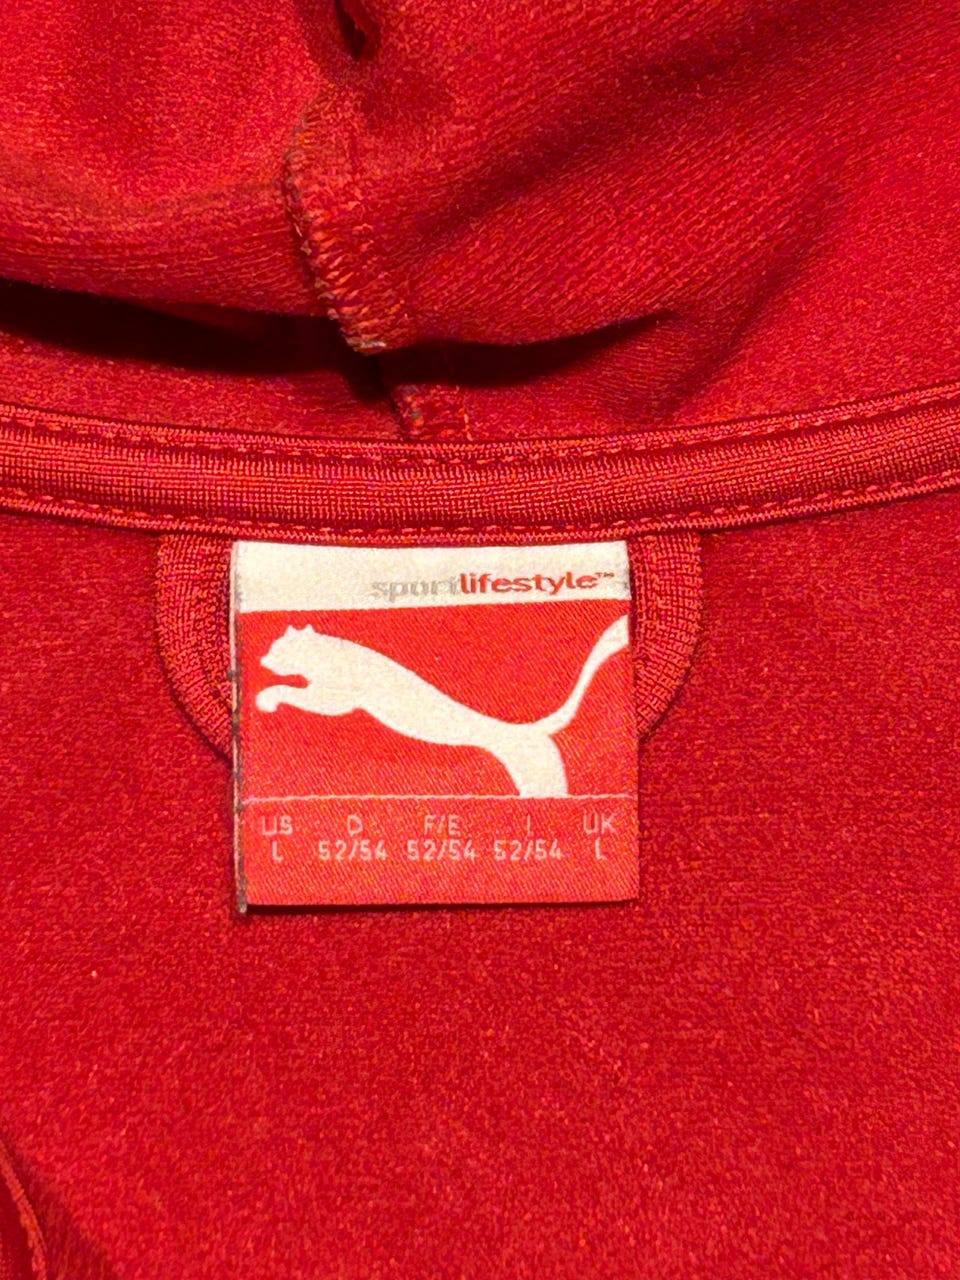 sportlifestyle™
US D F/E I UK
L 52/54 52/54 52/54 L